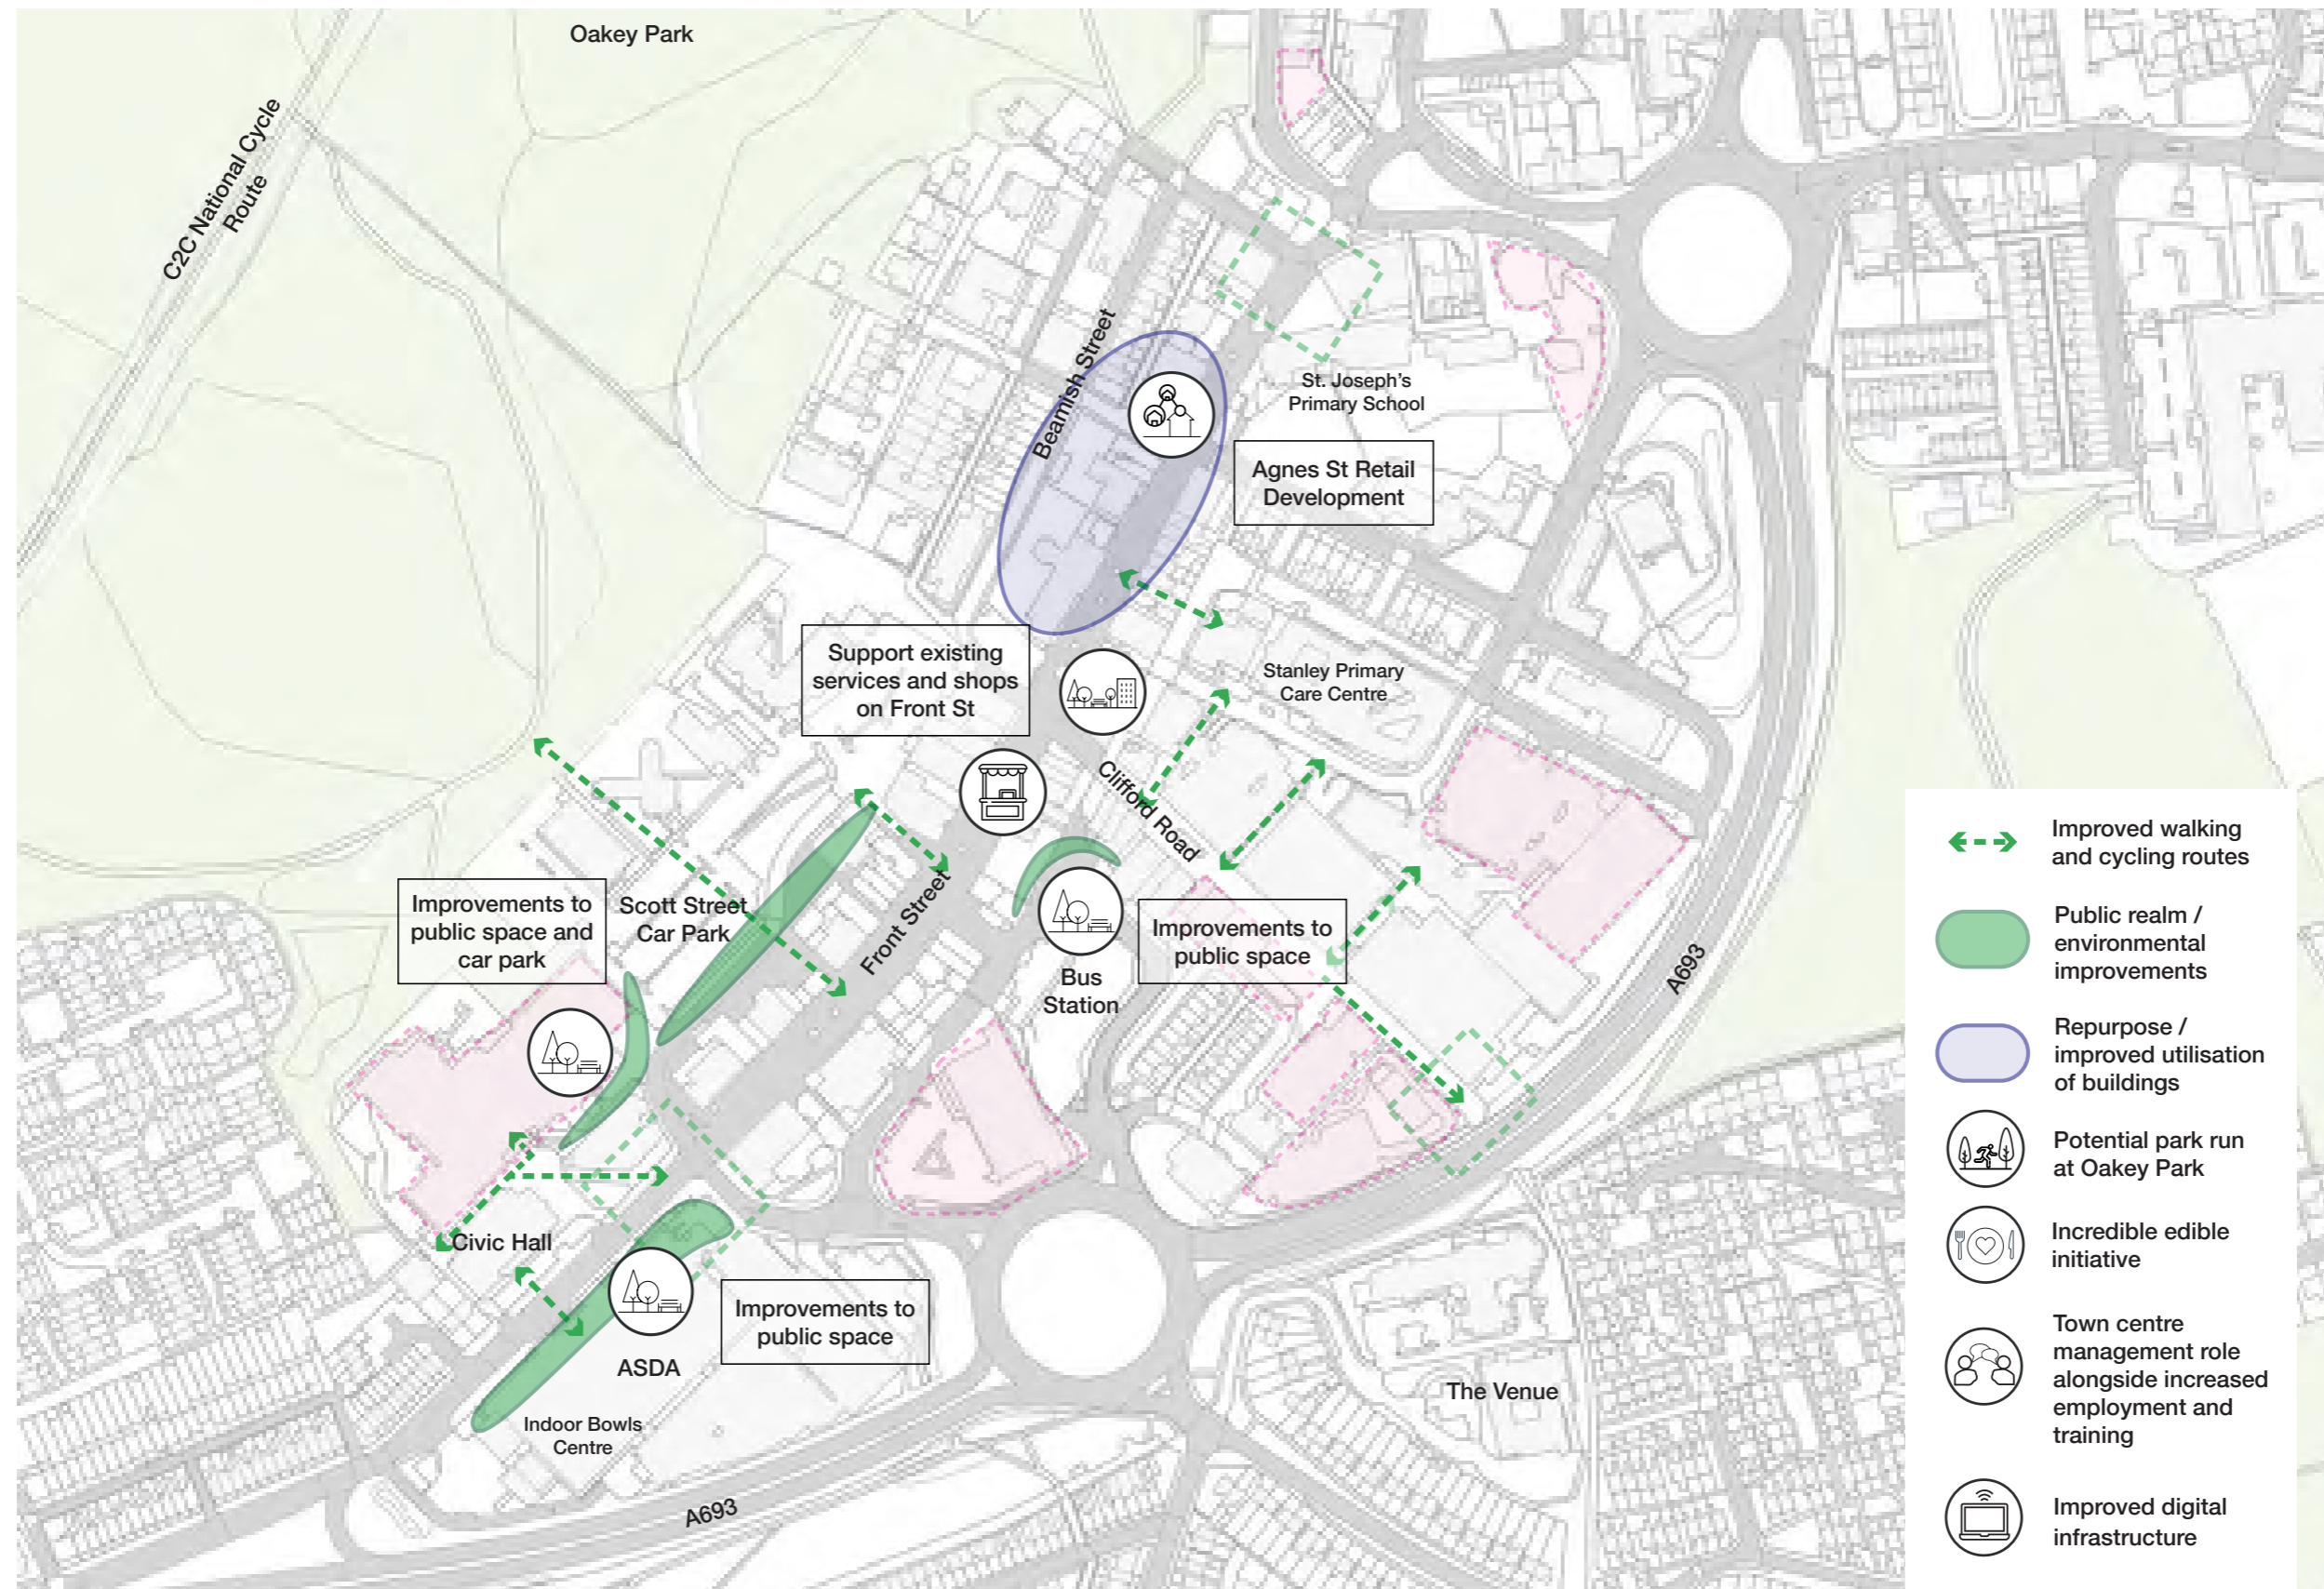 Oakey Park
C2C National Cycle
Route
Beamish Street
St. Joseph's
Primary School
Agnes St Retail
Development
Support existing
services and shops
on Front St
Stanley Primary
Care Centre
Clifford Road
Improvements to
public space and
car park
Scott Street
Car Park
Front Street
Bus
Station
Improvements to
public space
A693
Civic Hall
ASDA
Improvements to
public space
Indoor Bowls
Centre
The Venue
A693
Improved walking
and cycling routes
Public realm /
environmental
improvements
Repurpose /
improved utilisation
of buildings
Potential park run
at Oakey Park
Incredible edible
initiative
Town centre
management role
alongside increased
employment and
training
Improved digital
infrastructure